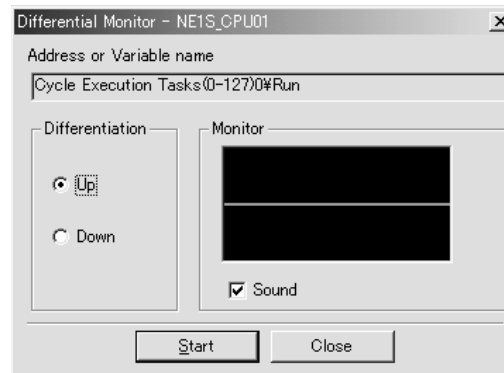 Differential Monitor - NE1S_CPU01
Address or Variable name
Cycle Execution Tasks(0-127)0¥Run
Differentiation
Monitor
Up
Down
Sound
Start
Close